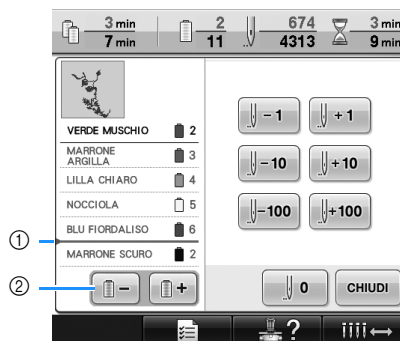 3 min
7 min
2
11
674
4313
3 min
9 min
VERDE MUSCHIO 2
MARRONE
ARGILLA 3
LILLA CHIARO 4
NOCCIOLA 5
BLU FIORDALISO 6
MARRONE SCURO 2
① 
②
− +
−1 +1
−10 +10
−100 +100
0 CHIUDI
?